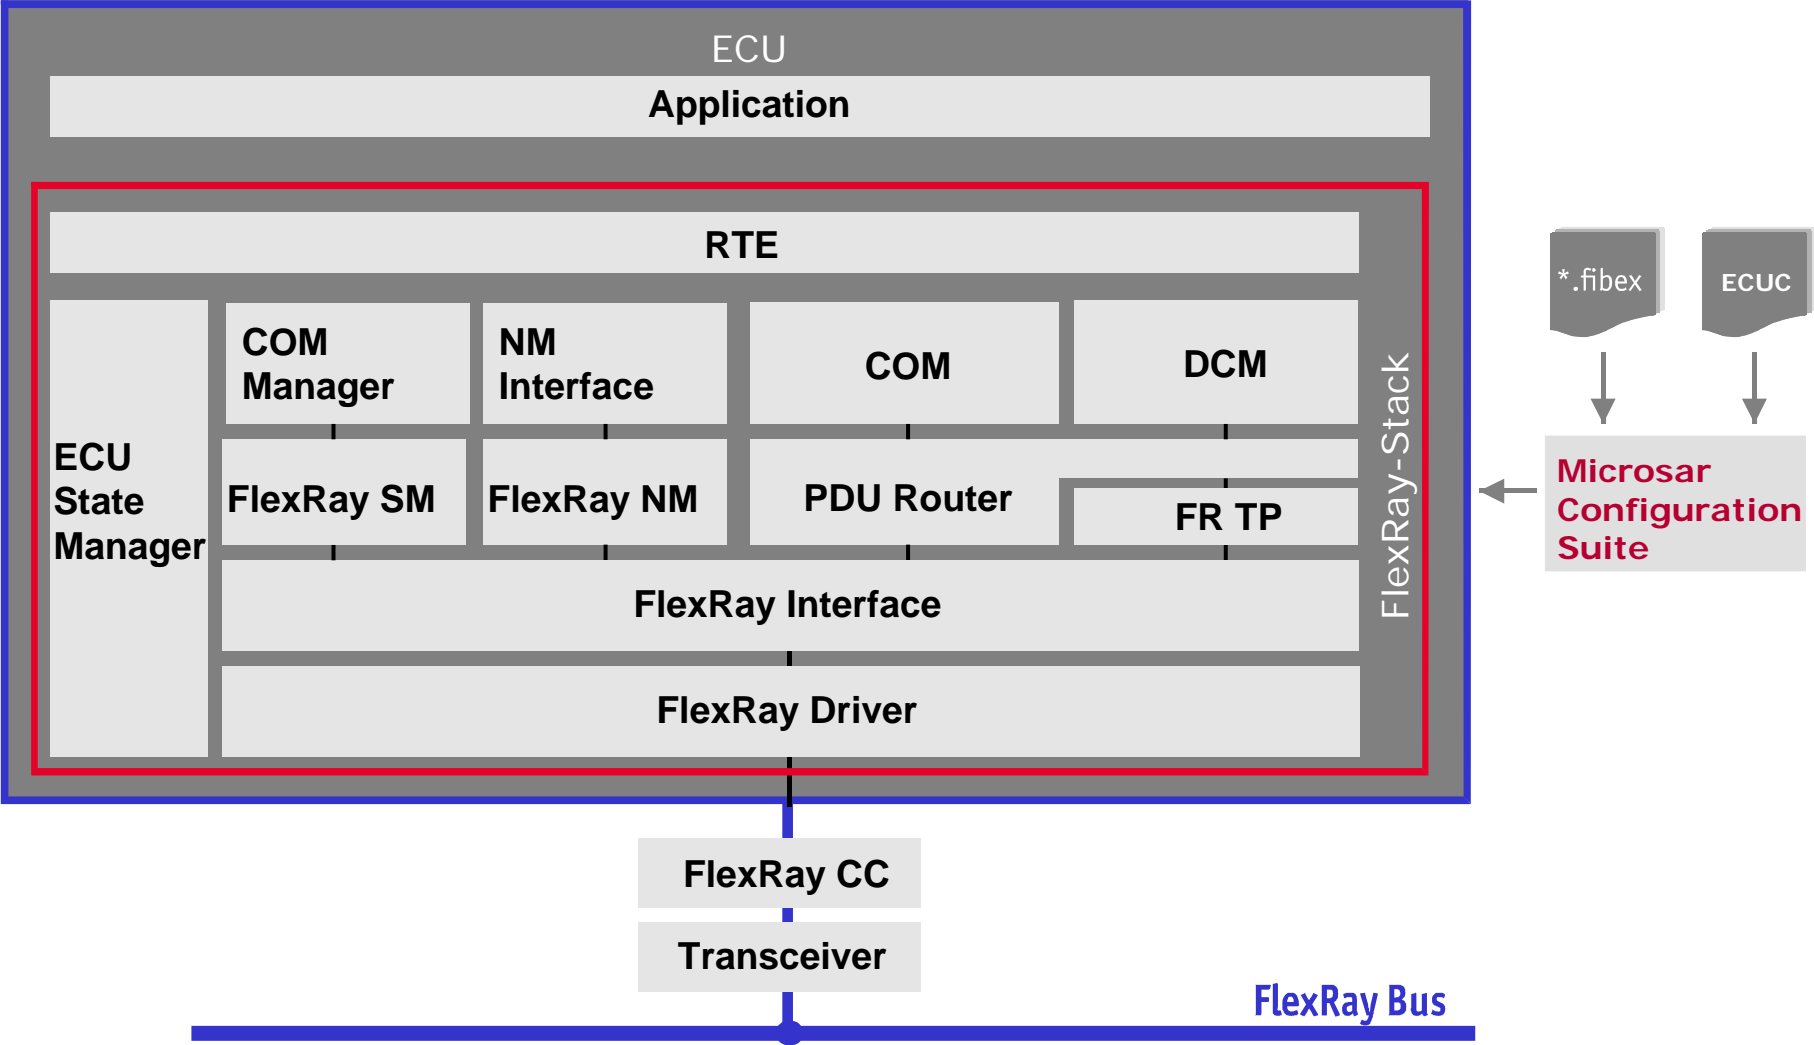 ECU
Application
RTE
COM
Manager
NM
Interface
COM
DCM
ECU
State
Manager
FlexRay SM
FlexRay NM
PDU Router
FR TP
FlexRay Interface
FlexRay Driver
FlexRay-Stack
*.fibex
ECUC
Microsar
Configuration
Suite
FlexRay CC
Transceiver
FlexRay Bus